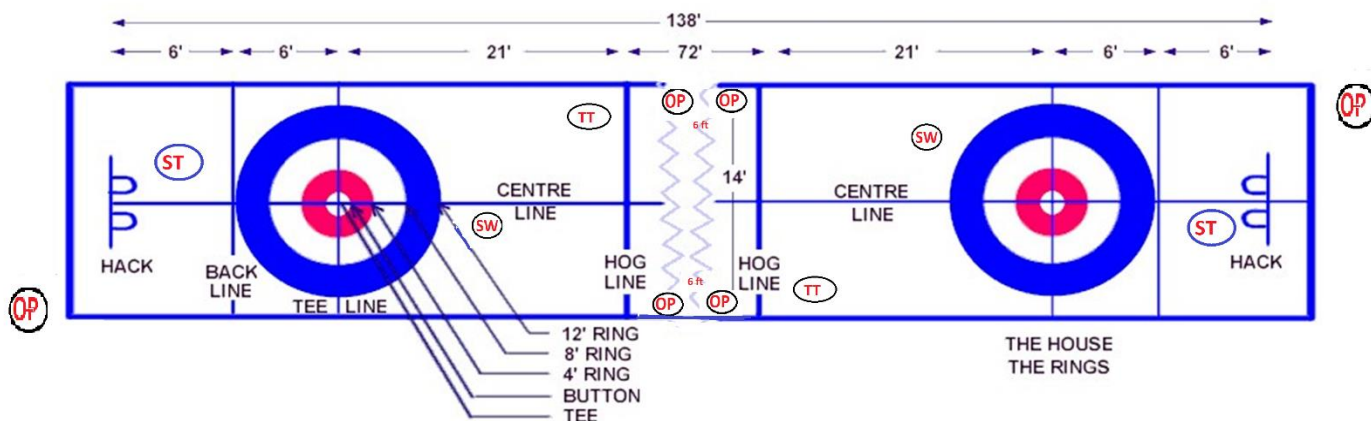 138'
6' 6' 21' 72' 21' 6' 6'
OP OP
OP
TT
6 ft
SW
ST
14'
CENTRE
LINE
CENTRE
LINE
SW
ST
HACK
BACK
LINE
HOG
LINE
HOG
LINE
HACK
6 ft
TT
OP
OP OP
TEE LINE
12' RING
8' RING
4' RING
BUTTON
TEE
THE HOUSE
THE RINGS